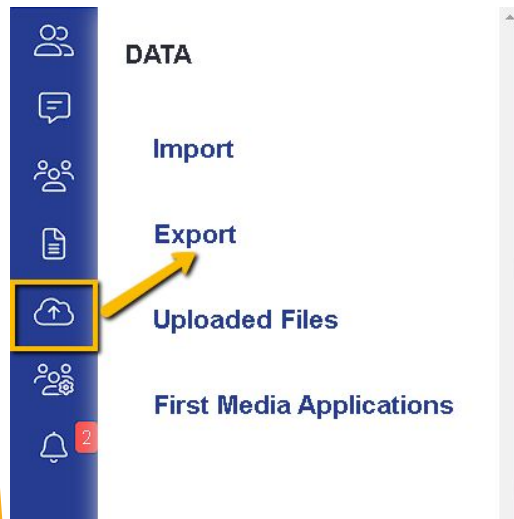 DATA
Import
Export
Uploaded Files
First Media Applications
2